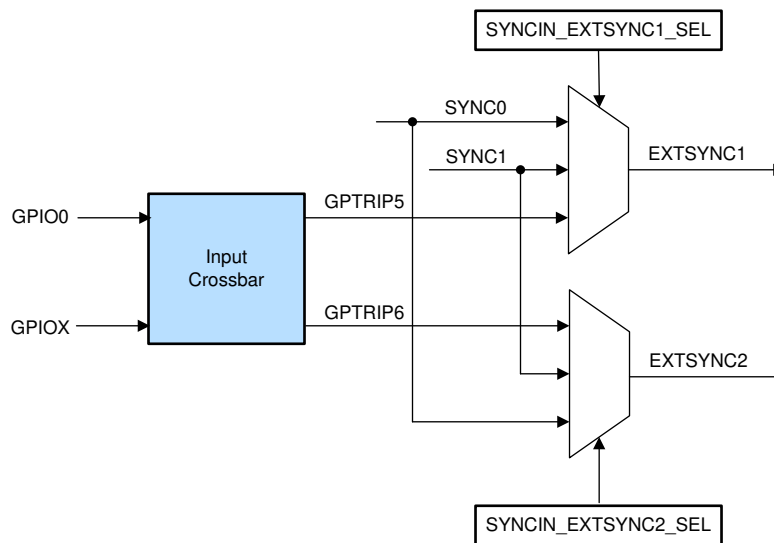 SYNCIN_EXTSYNC1_SEL
SYNC0
SYNC1
EXTSYNC1
GPIO0
GPTRIP5
Input
Crossbar
GPIOX
GPTRIP6
EXTSYNC2
SYNCIN_EXTSYNC2_SEL